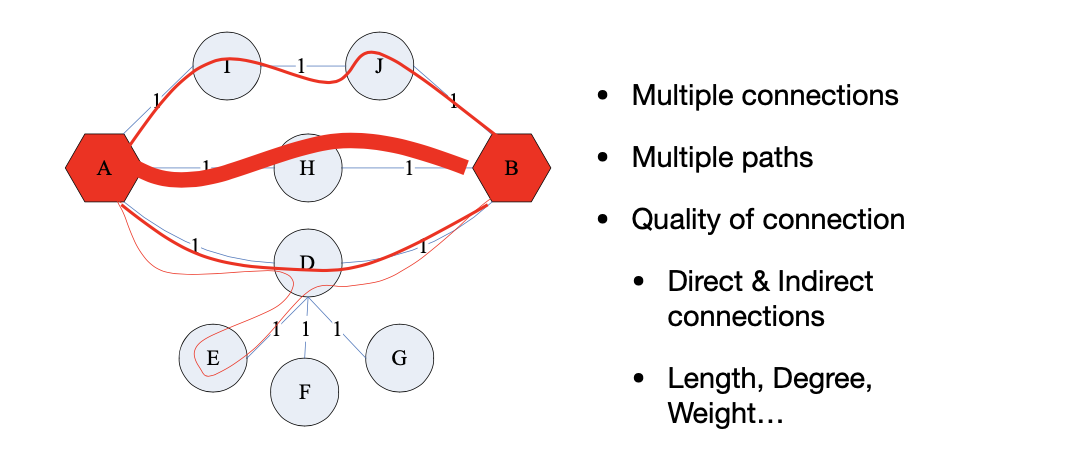 I
1
J
1
1
A
1
H
1
B
1
D
1
1
1
1
E
F
G
• Multiple connections
• Multiple paths
• Quality of connection
• Direct & Indirect
connections
• Length, Degree,
Weight…